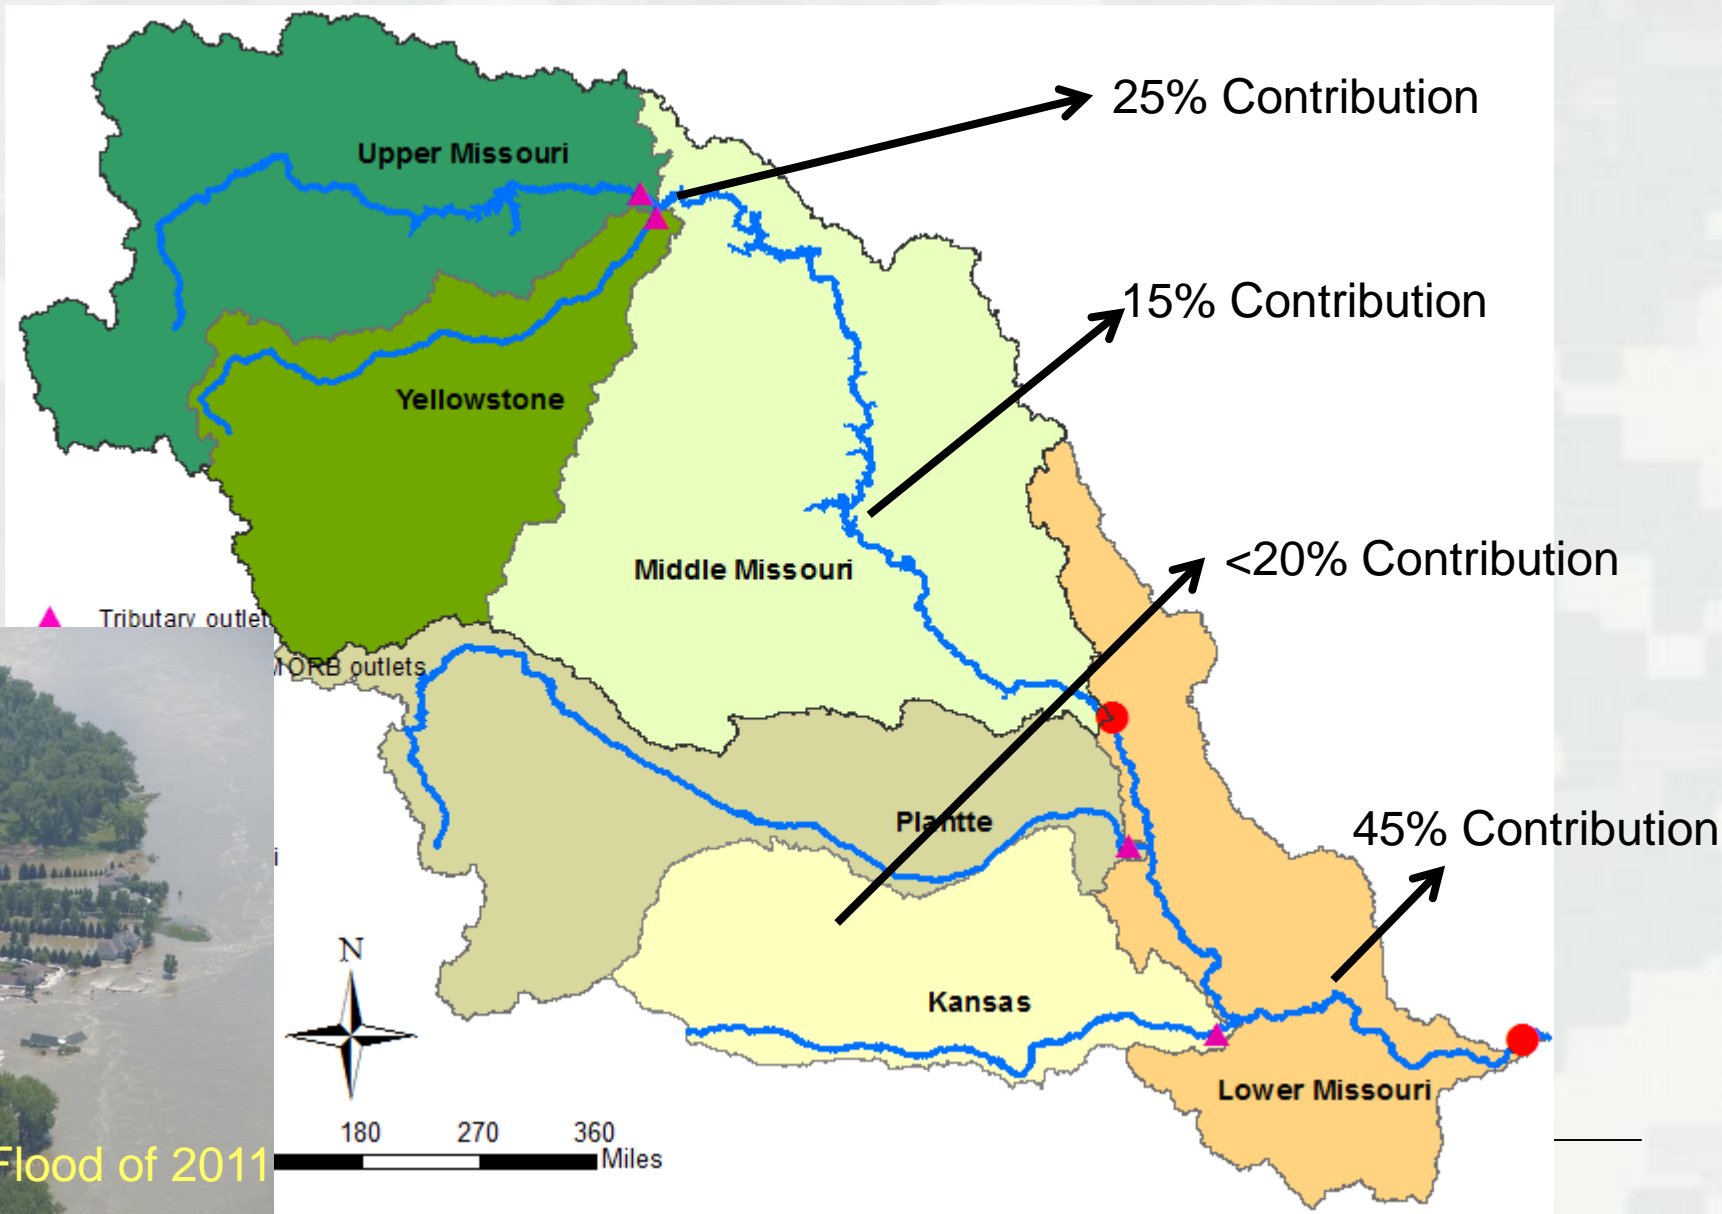 25% Contribution
Upper Missouri
15% Contribution
Yellowstone
<20% Contribution
Middle Missouri
Tributary outlet
MORB outlets
Plantte
45% Contribution
N
Kansas
Lower Missouri
180 270 360
Miles
Flood of 2011